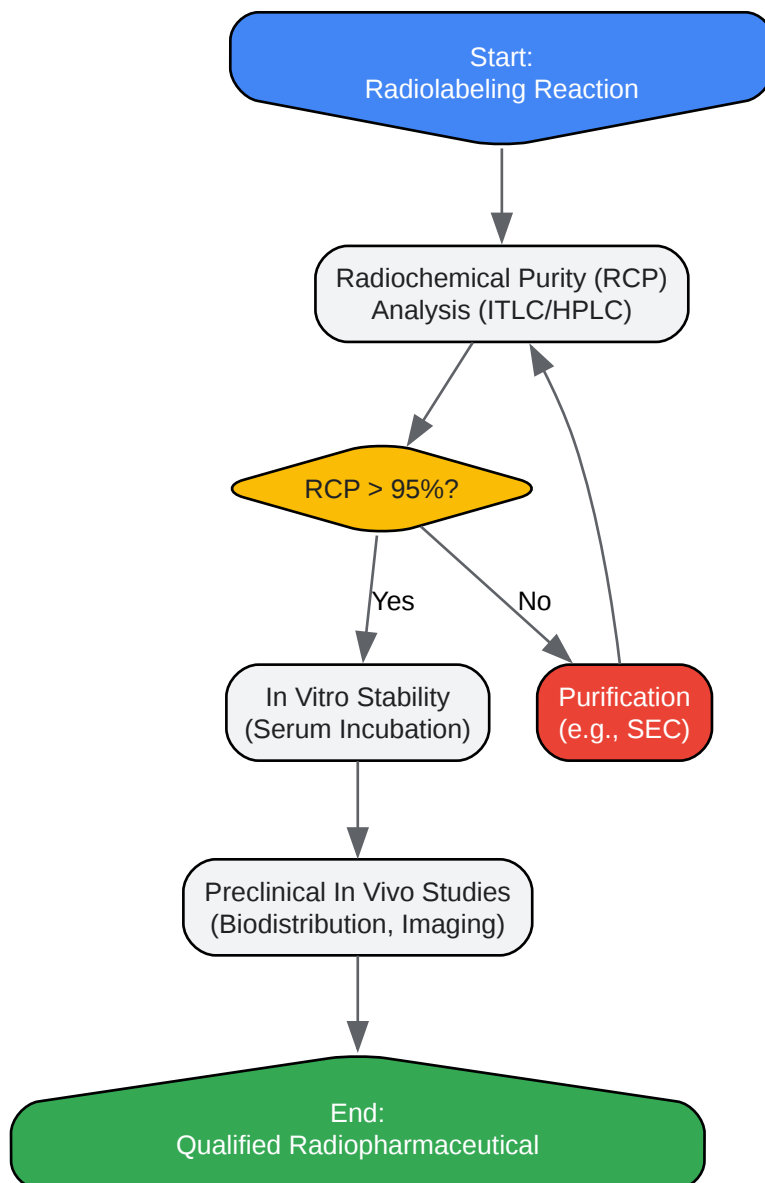 Start:
Radiolabeling Reaction
Radiochemical Purity (RCP)
Analysis (ITLC/HPLC)
RCP > 95%?
Yes
No
In Vitro Stability
(Serum Incubation)
Purification
(e.g., SEC)
Preclinical In Vivo Studies
(Biodistribution, Imaging)
End:
Qualified Radiopharmaceutical